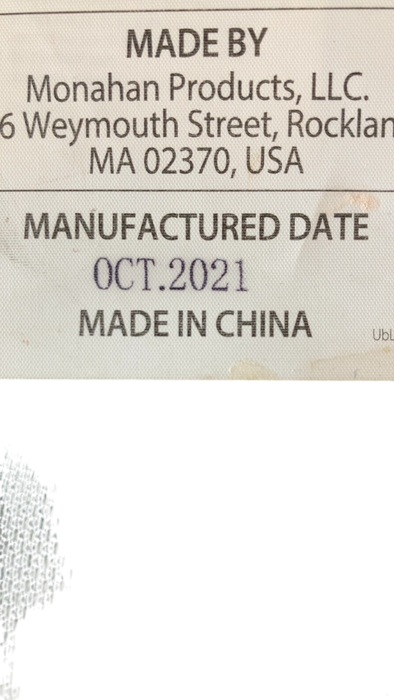 MADE BY
Monahan Products, LLC.
6 Weymouth Street, Rocklan
MA 02370, USA
MANUFACTURED DATE
OCT.2021
MADE IN CHINA
UbL